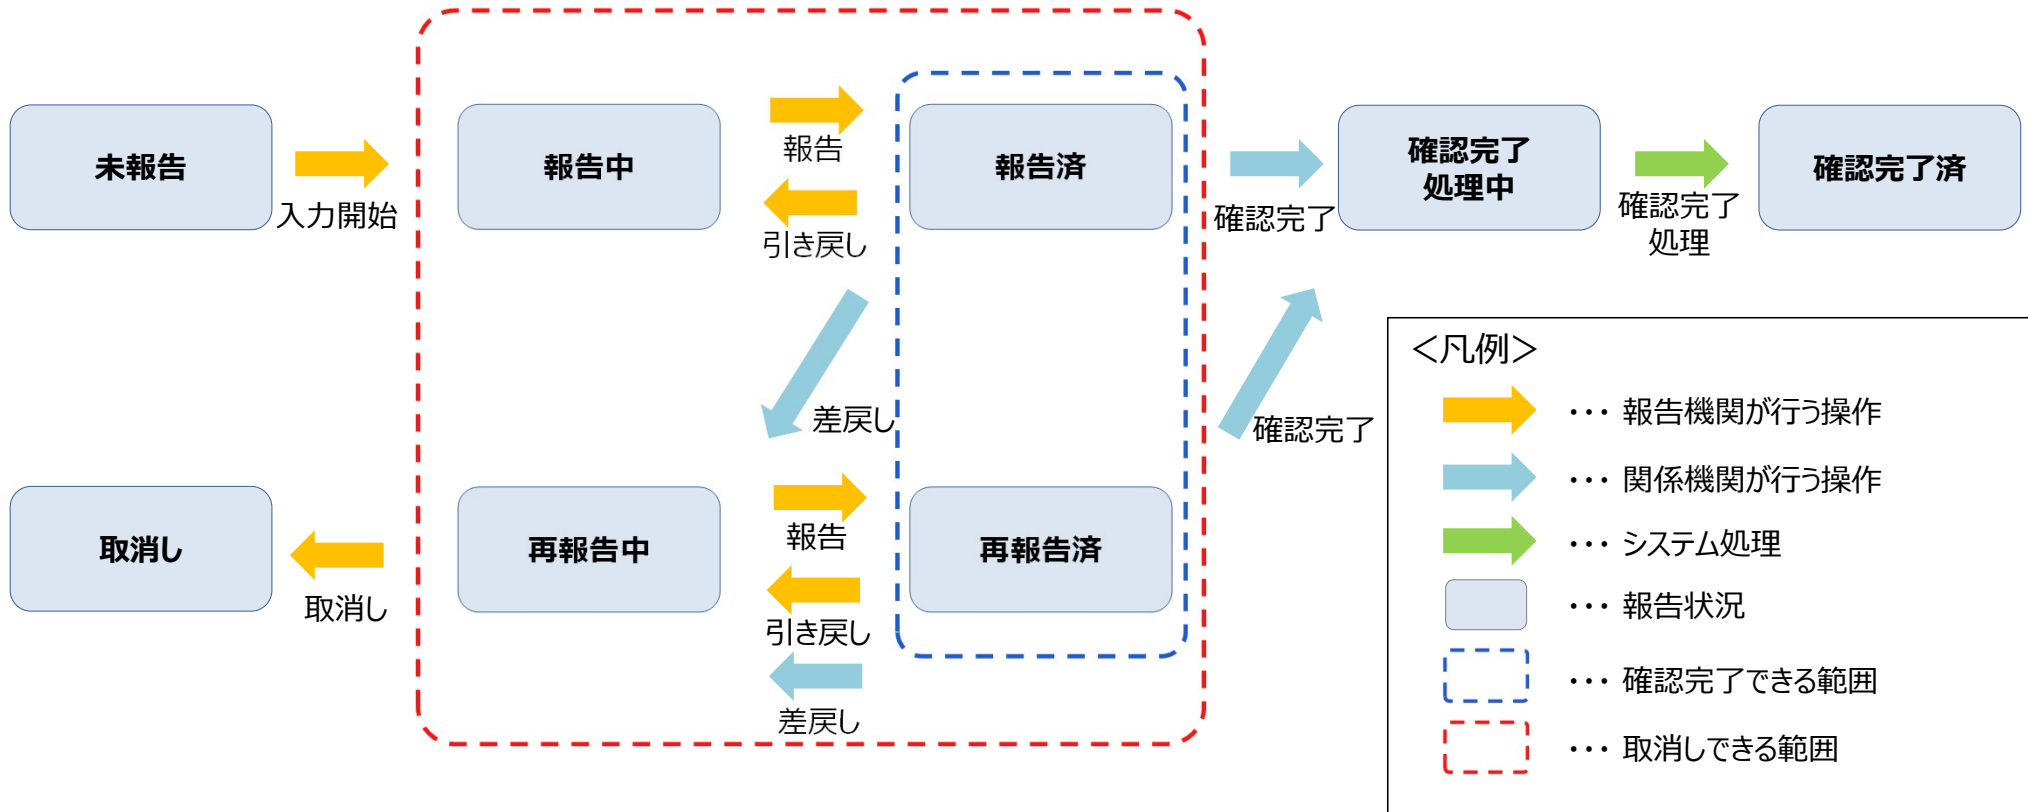 未報告
入力開始
報告中
報告
引き戻し
報告済
確認完了
確認完了
処理中
確認完了
処理
確認完了済
差戻し
確認完了
取消し
取消し
再報告中
報告
引き戻し
差戻し
再報告済
<凡例>
・・・ 報告機関が行う操作
・・・ 関係機関が行う操作
・・・ システム処理
・・・ 報告状況
・・・ 確認完了できる範囲
・・・ 取消しできる範囲